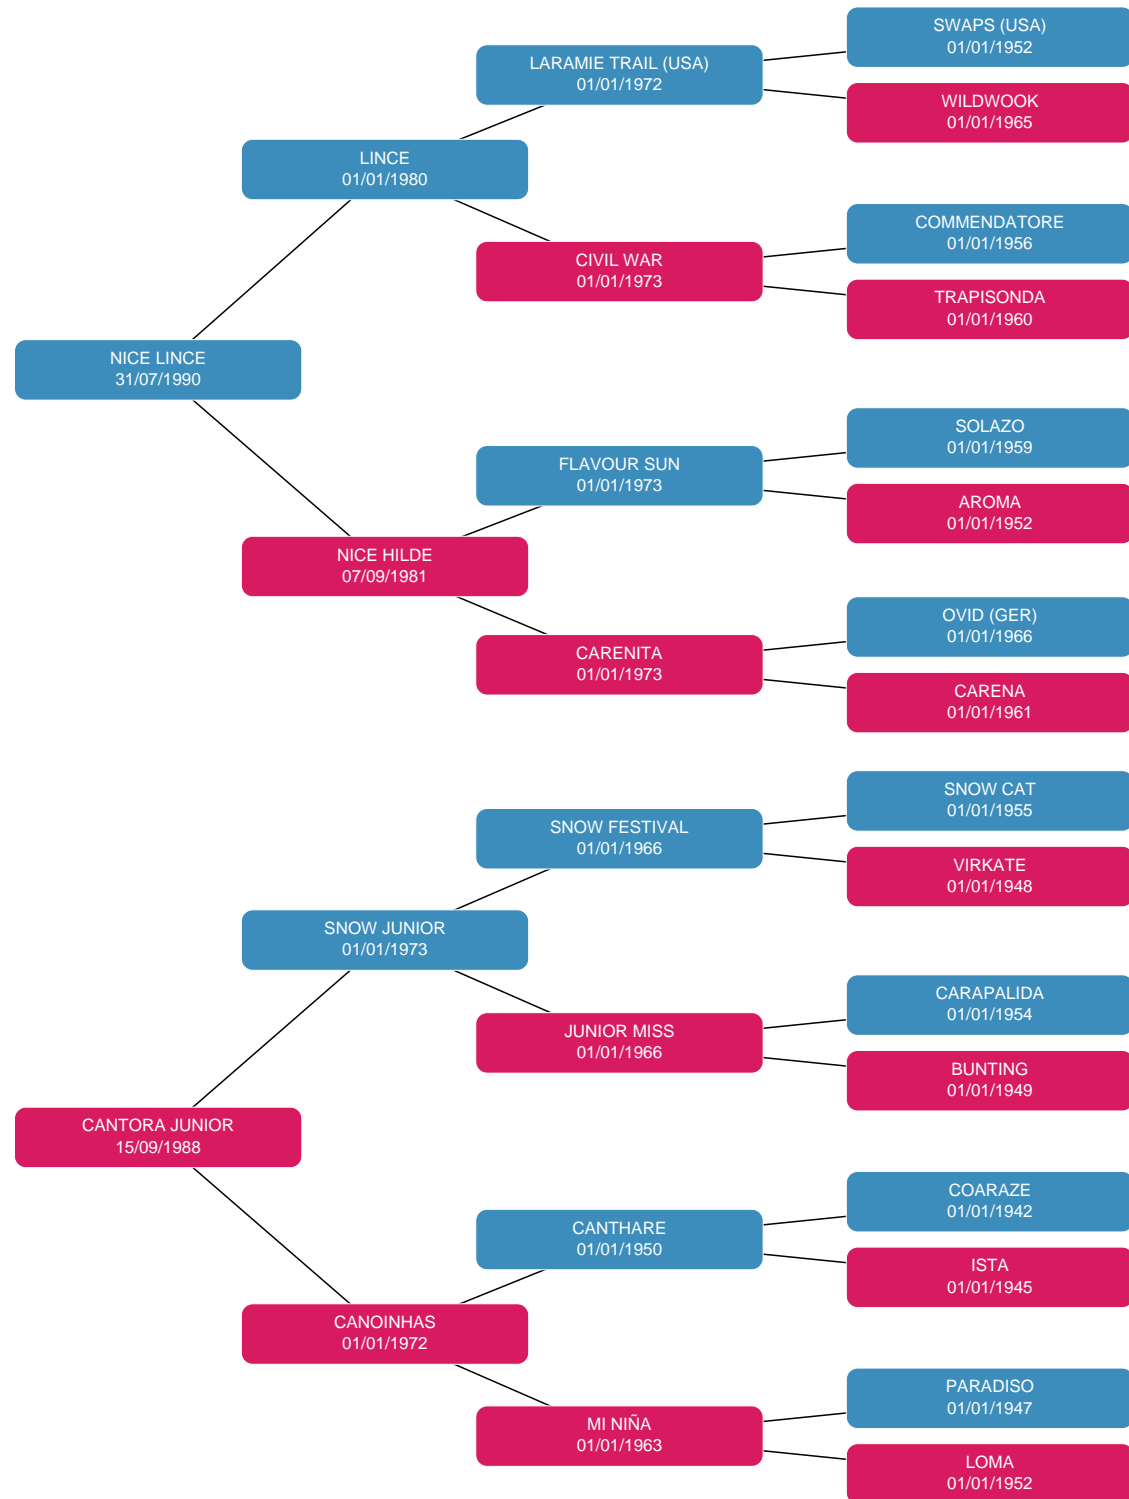 SWAPS (USA)
01/01/1952
LARAMIE TRAIL (USA)
01/01/1972
WILDWOOK
01/01/1965
LINCE
01/01/1980
COMMENDATORE
01/01/1956
CIVIL WAR
01/01/1973
TRAPISONDA
01/01/1960
NICE LINCE
31/07/1990
SOLAZO
01/01/1959
FLAVOUR SUN
01/01/1973
AROMA
01/01/1952
NICE HILDE
07/09/1981
OVID (GER)
01/01/1966
CARENITA
01/01/1973
CARENA
01/01/1961
SNOW CAT
01/01/1955
SNOW FESTIVAL
01/01/1966
VIRKATE
01/01/1948
SNOW JUNIOR
01/01/1973
CARAPALIDA
01/01/1954
JUNIOR MISS
01/01/1966
BUNTING
01/01/1949
CANTORA JUNIOR
15/09/1988
COARAZE
01/01/1942
CANTHARE
01/01/1950
ISTA
01/01/1945
CANOINHAS
01/01/1972
PARADISO
01/01/1947
MI NIÑA
01/01/1963
LOMA
01/01/1952